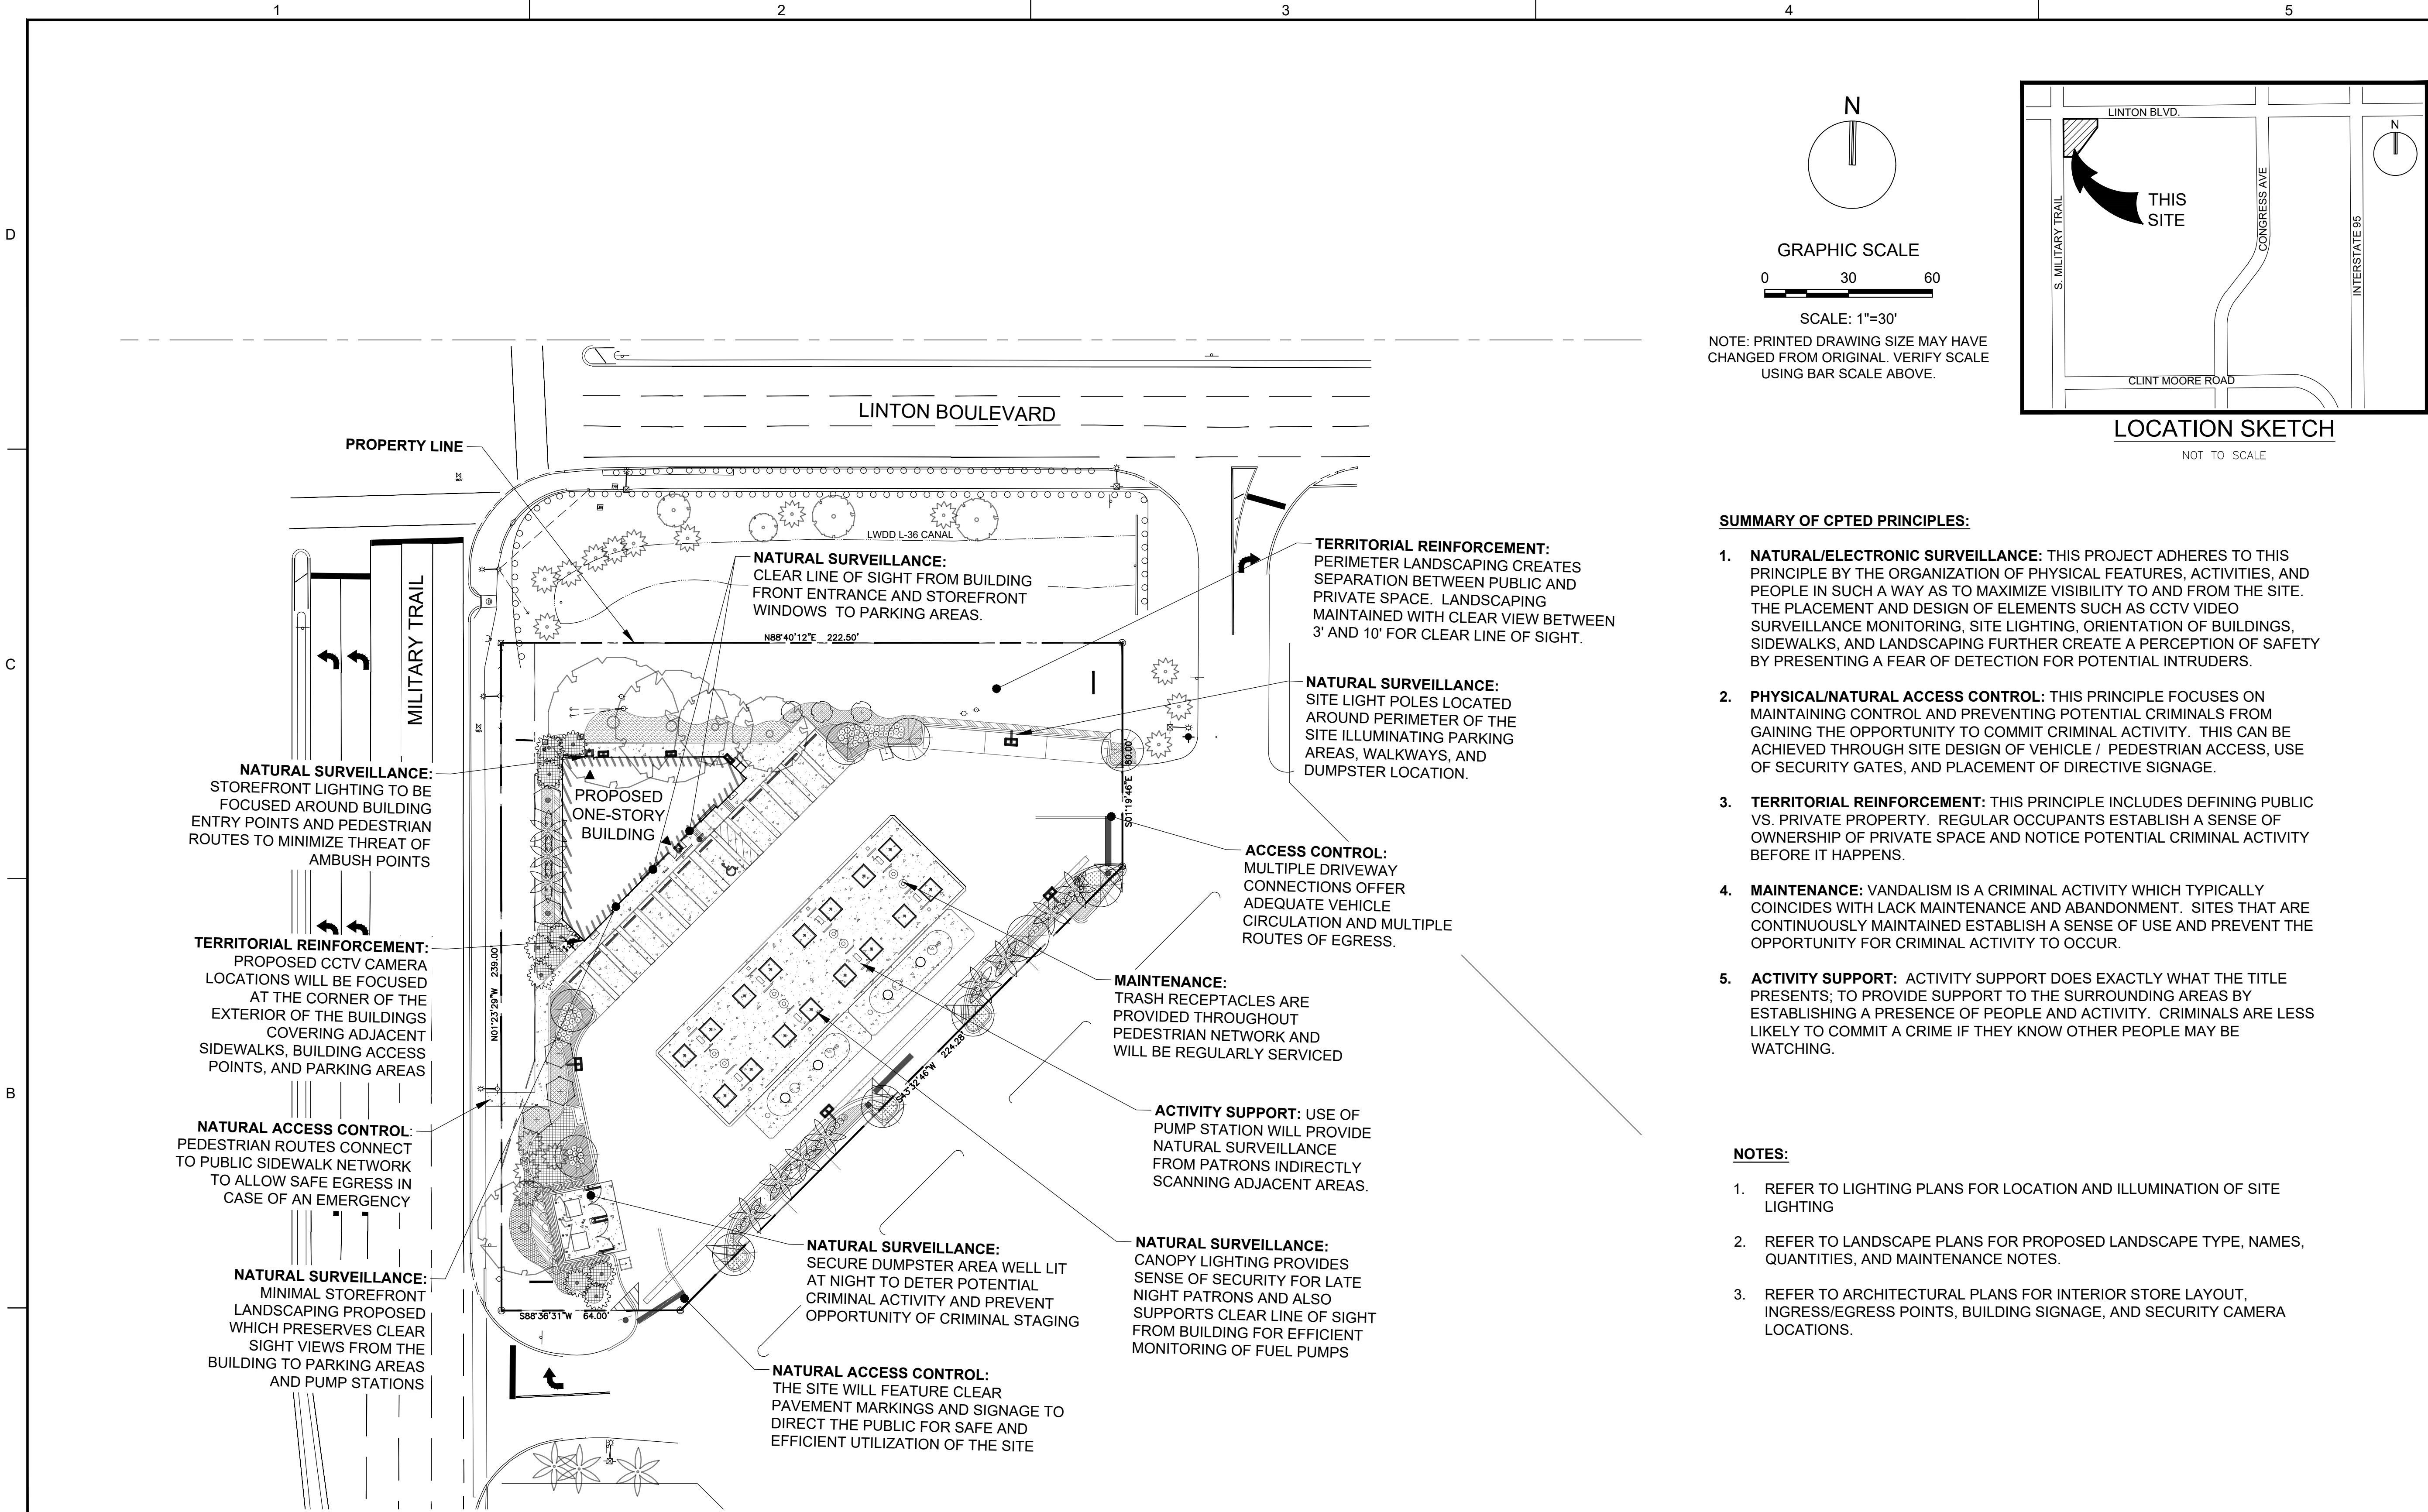 1
2
3
4
5
D
C
B
N
GRAPHIC SCALE
0 30 60
SCALE: 1"=30'
NOTE: PRINTED DRAWING SIZE MAY HAVE
CHANGED FROM ORIGINAL. VERIFY SCALE
USING BAR SCALE ABOVE.
LINTON BLVD.
N
THIS
SITE
S. MILITARY TRAIL
CONGRESS AVE
INTERSTATE 95
CLINT MOORE ROAD
LOCATION SKETCH
NOT TO SCALE
LINTON BOULEVARD
PROPERTY LINE
MILITARY TRAIL
LWDD L-36 CANAL
NATURAL SURVEILLANCE:
CLEAR LINE OF SIGHT FROM BUILDING
FRONT ENTRANCE AND STOREFRONT
WINDOWS TO PARKING AREAS.
N88°40'12"E 222.50'
TERRITORIAL REINFORCEMENT:
PERIMETER LANDSCAPING CREATES
SEPARATION BETWEEN PUBLIC AND
PRIVATE SPACE. LANDSCAPING
MAINTAINED WITH CLEAR VIEW BETWEEN
3' AND 10' FOR CLEAR LINE OF SIGHT.
NATURAL SURVEILLANCE:
SITE LIGHT POLES LOCATED
AROUND PERIMETER OF THE
SITE ILLUMINATING PARKING
AREAS, WALKWAYS, AND
DUMPSTER LOCATION.
S01°19'46"E 80.00'
NATURAL SURVEILLANCE:
STOREFRONT LIGHTING TO BE
FOCUSED AROUND BUILDING
ENTRY POINTS AND PEDESTRIAN
ROUTES TO MINIMIZE THREAT OF
AMBUSH POINTS
PROPOSED
ONE-STORY
BUILDING
ACCESS CONTROL:
MULTIPLE DRIVEWAY
CONNECTIONS OFFER
ADEQUATE VEHICLE
CIRCULATION AND MULTIPLE
ROUTES OF EGRESS.
TERRITORIAL REINFORCEMENT:
PROPOSED CCTV CAMERA
LOCATIONS WILL BE FOCUSED
AT THE CORNER OF THE
EXTERIOR OF THE BUILDINGS
COVERING ADJACENT
SIDEWALKS, BUILDING ACCESS
POINTS, AND PARKING AREAS
N01°23'29"W 239.00'
MAINTENANCE:
TRASH RECEPTACLES ARE
PROVIDED THROUGHOUT
PEDESTRIAN NETWORK AND
WILL BE REGULARLY SERVICED
S43°32'46"W 224.28'
NATURAL ACCESS CONTROL:
PEDESTRIAN ROUTES CONNECT
TO PUBLIC SIDEWALK NETWORK
TO ALLOW SAFE EGRESS IN
CASE OF AN EMERGENCY
ACTIVITY SUPPORT: USE OF
PUMP STATION WILL PROVIDE
NATURAL SURVEILLANCE
FROM PATRONS INDIRECTLY
SCANNING ADJACENT AREAS.
NATURAL SURVEILLANCE:
SECURE DUMPSTER AREA WELL LIT
AT NIGHT TO DETER POTENTIAL
CRIMINAL ACTIVITY AND PREVENT
OPPORTUNITY OF CRIMINAL STAGING
NATURAL SURVEILLANCE:
CANOPY LIGHTING PROVIDES
SENSE OF SECURITY FOR LATE
NIGHT PATRONS AND ALSO
SUPPORTS CLEAR LINE OF SIGHT
FROM BUILDING FOR EFFICIENT
MONITORING OF FUEL PUMPS
NATURAL SURVEILLANCE:
MINIMAL STOREFRONT
LANDSCAPING PROPOSED
WHICH PRESERVES CLEAR
SIGHT VIEWS FROM THE
BUILDING TO PARKING AREAS
AND PUMP STATIONS
S88°36'31"W 64.00'
NATURAL ACCESS CONTROL:
THE SITE WILL FEATURE CLEAR
PAVEMENT MARKINGS AND SIGNAGE TO
DIRECT THE PUBLIC FOR SAFE AND
EFFICIENT UTILIZATION OF THE SITE
SUMMARY OF CPTED PRINCIPLES:
1. NATURAL/ELECTRONIC SURVEILLANCE: THIS PROJECT ADHERES TO THIS
PRINCIPLE BY THE ORGANIZATION OF PHYSICAL FEATURES, ACTIVITIES, AND
PEOPLE IN SUCH A WAY AS TO MAXIMIZE VISIBILITY TO AND FROM THE SITE.
THE PLACEMENT AND DESIGN OF ELEMENTS SUCH AS CCTV VIDEO
SURVEILLANCE MONITORING, SITE LIGHTING, ORIENTATION OF BUILDINGS,
SIDEWALKS, AND LANDSCAPING FURTHER CREATE A PERCEPTION OF SAFETY
BY PRESENTING A FEAR OF DETECTION FOR POTENTIAL INTRUDERS.
2. PHYSICAL/NATURAL ACCESS CONTROL: THIS PRINCIPLE FOCUSES ON
MAINTAINING CONTROL AND PREVENTING POTENTIAL CRIMINALS FROM
GAINING THE OPPORTUNITY TO COMMIT CRIMINAL ACTIVITY. THIS CAN BE
ACHIEVED THROUGH SITE DESIGN OF VEHICLE / PEDESTRIAN ACCESS, USE
OF SECURITY GATES, AND PLACEMENT OF DIRECTIVE SIGNAGE.
3. TERRITORIAL REINFORCEMENT: THIS PRINCIPLE INCLUDES DEFINING PUBLIC
VS. PRIVATE PROPERTY. REGULAR OCCUPANTS ESTABLISH A SENSE OF
OWNERSHIP OF PRIVATE SPACE AND NOTICE POTENTIAL CRIMINAL ACTIVITY
BEFORE IT HAPPENS.
4. MAINTENANCE: VANDALISM IS A CRIMINAL ACTIVITY WHICH TYPICALLY
COINCIDES WITH LACK MAINTENANCE AND ABANDONMENT. SITES THAT ARE
CONTINUOUSLY MAINTAINED ESTABLISH A SENSE OF USE AND PREVENT THE
OPPORTUNITY FOR CRIMINAL ACTIVITY TO OCCUR.
5. ACTIVITY SUPPORT: ACTIVITY SUPPORT DOES EXACTLY WHAT THE TITLE
PRESENTS; TO PROVIDE SUPPORT TO THE SURROUNDING AREAS BY
ESTABLISHING A PRESENCE OF PEOPLE AND ACTIVITY. CRIMINALS ARE LESS
LIKELY TO COMMIT A CRIME IF THEY KNOW OTHER PEOPLE MAY BE
WATCHING.
NOTES:
1. REFER TO LIGHTING PLANS FOR LOCATION AND ILLUMINATION OF SITE
LIGHTING
2. REFER TO LANDSCAPE PLANS FOR PROPOSED LANDSCAPE TYPE, NAMES,
QUANTITIES, AND MAINTENANCE NOTES.
3. REFER TO ARCHITECTURAL PLANS FOR INTERIOR STORE LAYOUT,
INGRESS/EGRESS POINTS, BUILDING SIGNAGE, AND SECURITY CAMERA
LOCATIONS.